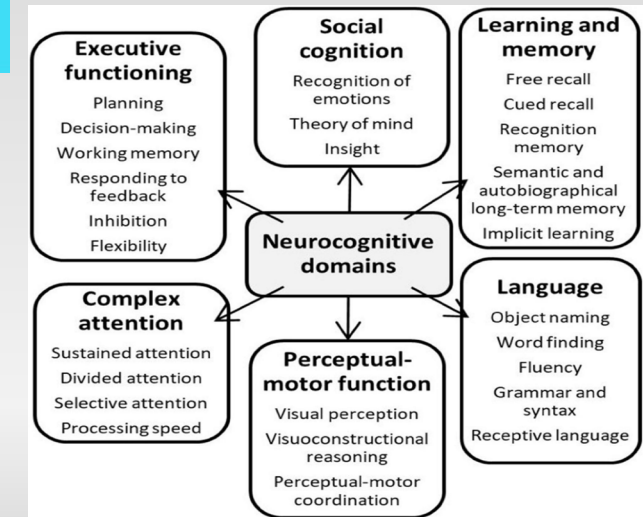 Executive
functioning
Planning
Decision-making
Working memory
Responding to
feedback
Inhibition
Flexibility
Social
cognition
Recognition of
emotions
Theory of mind
Insight
Learning and
memory
Free recall
Cued recall
Recognition
memory
Semantic and
autobiographical
long-term memory
Implicit learning
Neurocognitive
domains
Complex
attention
Sustained attention
Divided attention
Selective attention
Processing speed
Perceptual-
motor function
Visual perception
Visuoconstructional
reasoning
Perceptual-motor
coordination
Language
Object naming
Word finding
Fluency
Grammar and
syntax
Receptive language